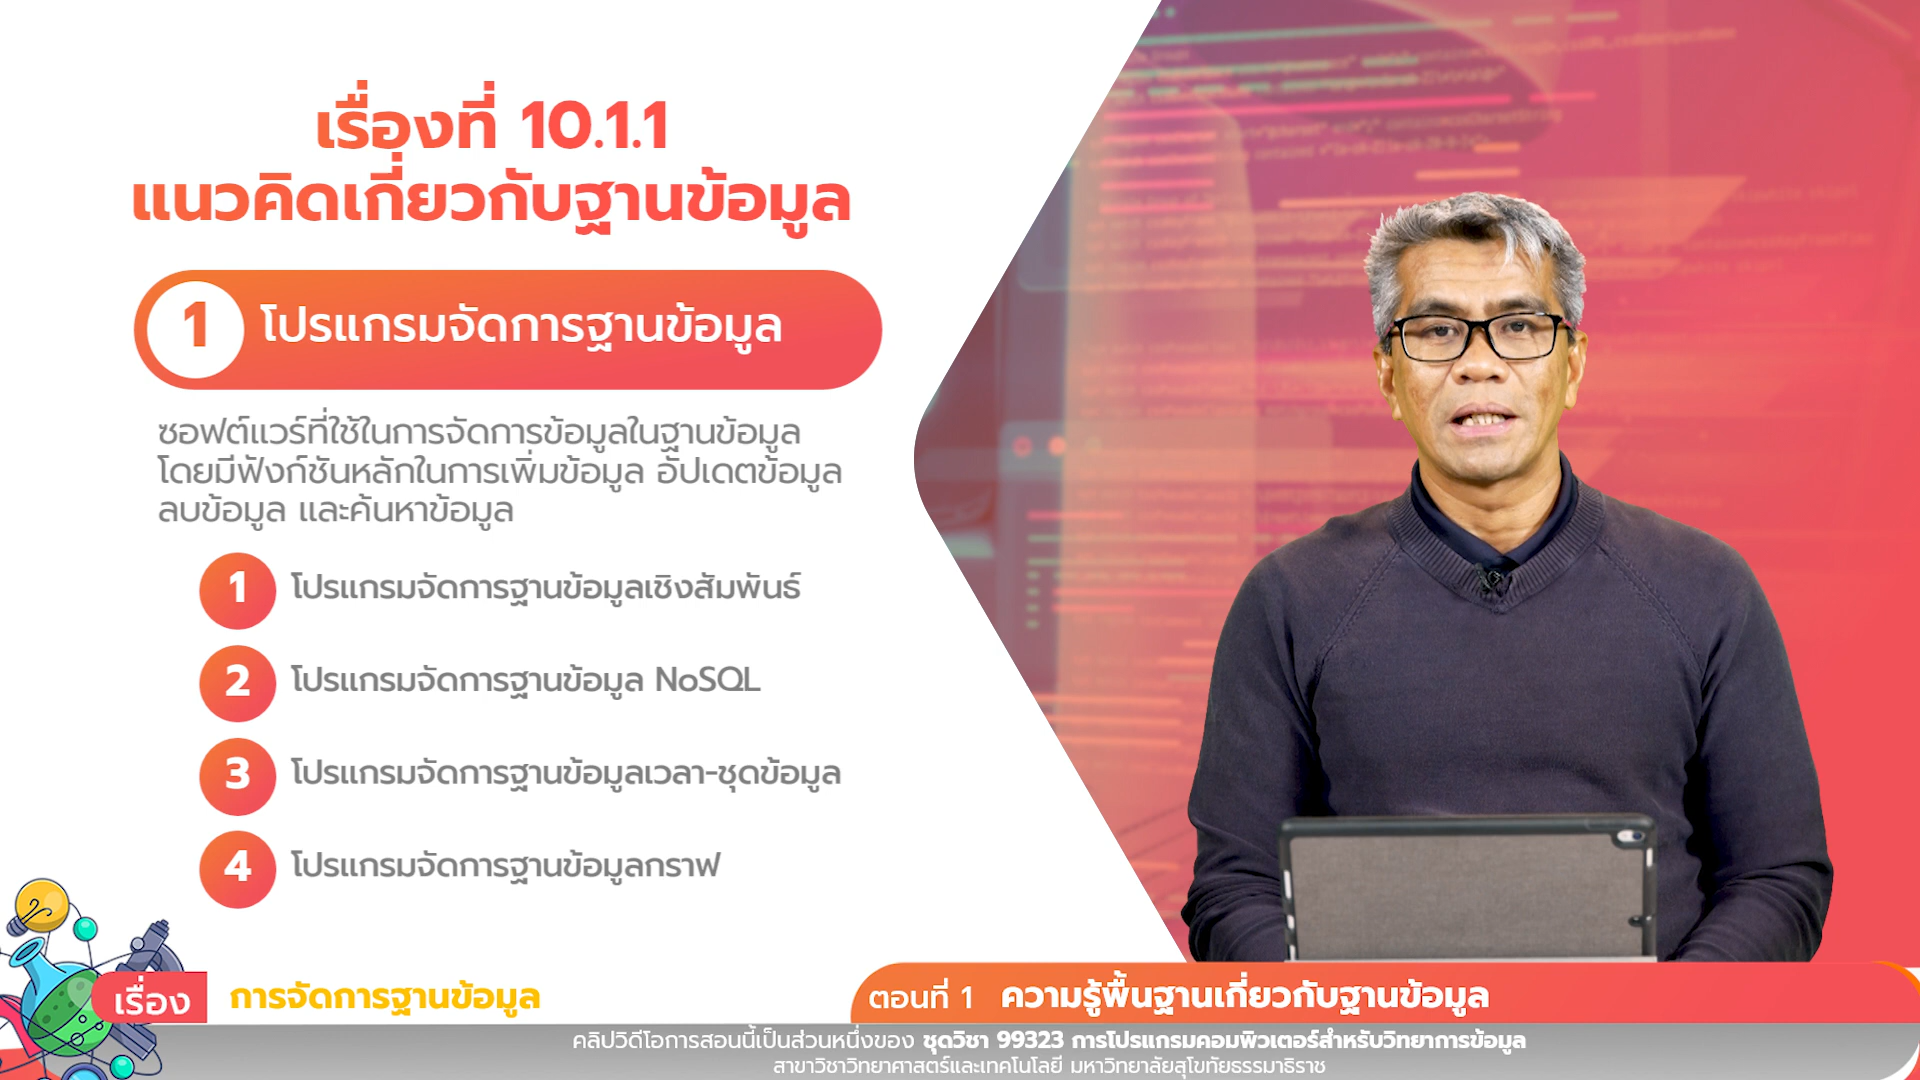 เรื่องที่ 10.1.1
แนวคิดเกี่ยวกับฐานข้อมูล
1 โปรแกรมจัดการฐานข้อมูล
ซอฟต์แวร์ที่ใช้ในการจัดการข้อมูลในฐานข้อมูล
โดยมีฟังก์ชันหลักในการเพิ่มข้อมูล อัปเดตข้อมูล
ลบข้อมูล และค้นหาข้อมูล
1 โปรแกรมจัดการฐานข้อมูลเชิงสัมพันธ์
2 โปรแกรมจัดการฐานข้อมูล NoSQL
3 โปรแกรมจัดการฐานข้อมูลเวลา-ชุดข้อมูล
4 โปรแกรมจัดการฐานข้อมูลกราฟ
เรื่อง การจัดการฐานข้อมูล
ตอนที่ 1 ความรู้พื้นฐานเกี่ยวกับฐานข้อมูล
คลิปวิดีโอการสอนนี้เป็นส่วนหนึ่งของ ชุดวิชา 99323 การโปรแกรมคอมพิวเตอร์สำหรับวิทยาการข้อมูล
สาขาวิชาวิทยาศาสตร์และเทคโนโลยี มหาวิทยาลัยสุโขทัยธรรมาธิราช